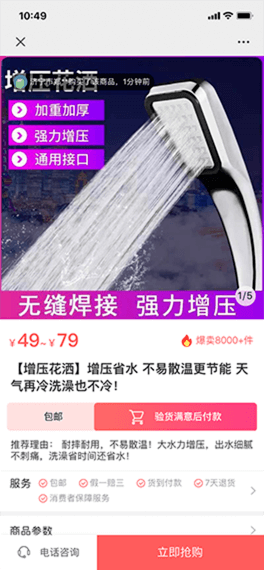 10:49
增压花洒
1分钟前
加重加厚
强力增压
通用接口
无缝焊接 强力增压
1/5
¥49~¥79
爆卖8000+件
【增压花洒】增压省水 不易散温更节能 天
气再冷洗澡也不冷！
包邮
验货满意后付款
推荐理由： 耐摔耐用，不易散温！大水力增压，出水细腻
不刺痛，洗澡省时间还省水！
服务 包邮 假一赔三 货到付款 7天退货
消费者保障服务
商品参数
电话咨询
立即抢购